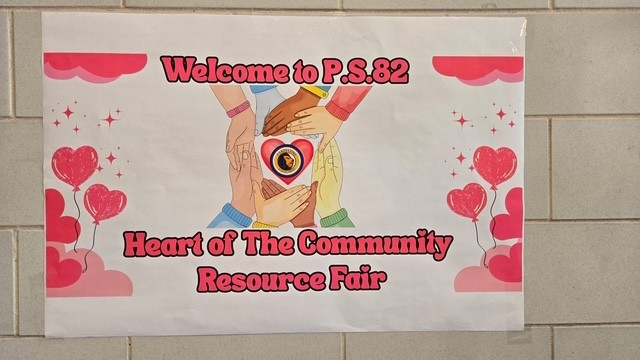 Welcome to P.S.82
Heart of The Community
Resource Fair